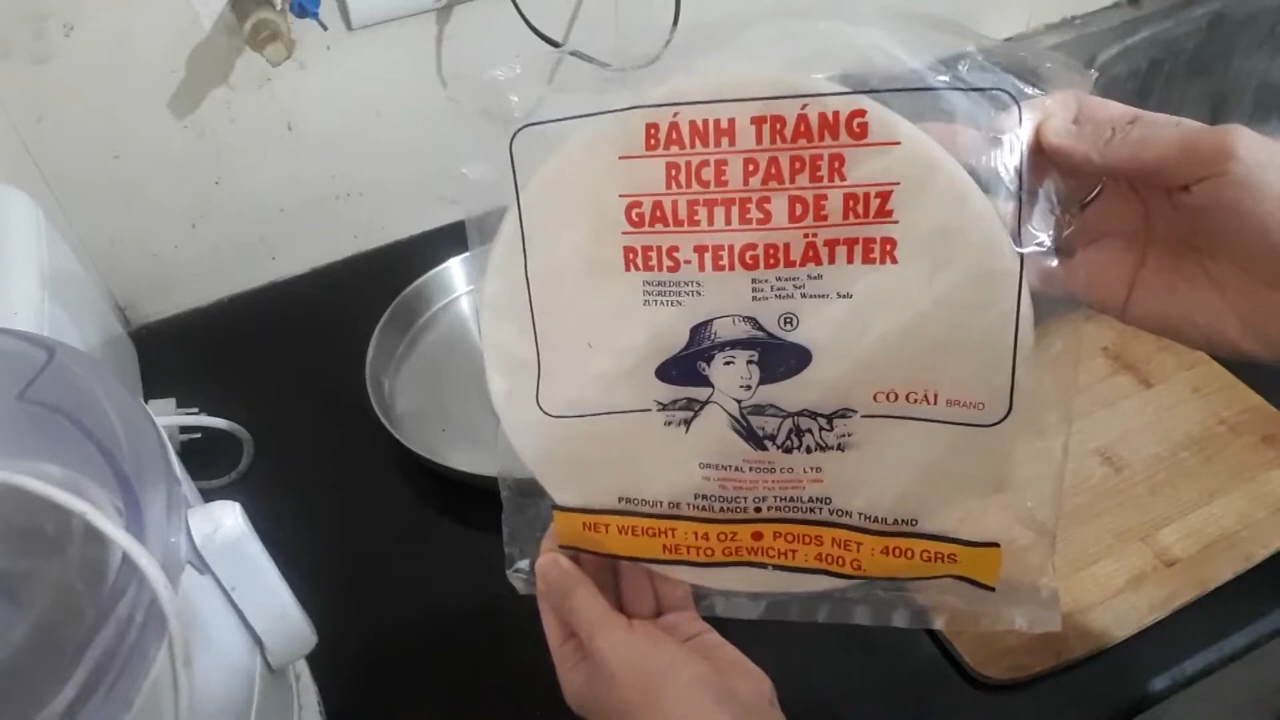 BÁNH TRÁNG
RICE PAPER
GALETTES DE RIZ
REIS-TEIGBLÄTTER
INGREDIENTS: Rice, Water, Salt
INGREDIENTS: Riz, Eau, Sel
ZUTATEN: Reis-Mehl, Wasser, Salz
®
CÔ GÁI BRAND
ORIENTAL FOOD CO., LTD.
PRODUCT OF THAILAND
PRODUIT DE THAILANDE ● PRODUKT VON THAILAND
NET WEIGHT : 14 OZ. ● POIDS NET : 400 GRS.
NETTO GEWICHT : 400 G.